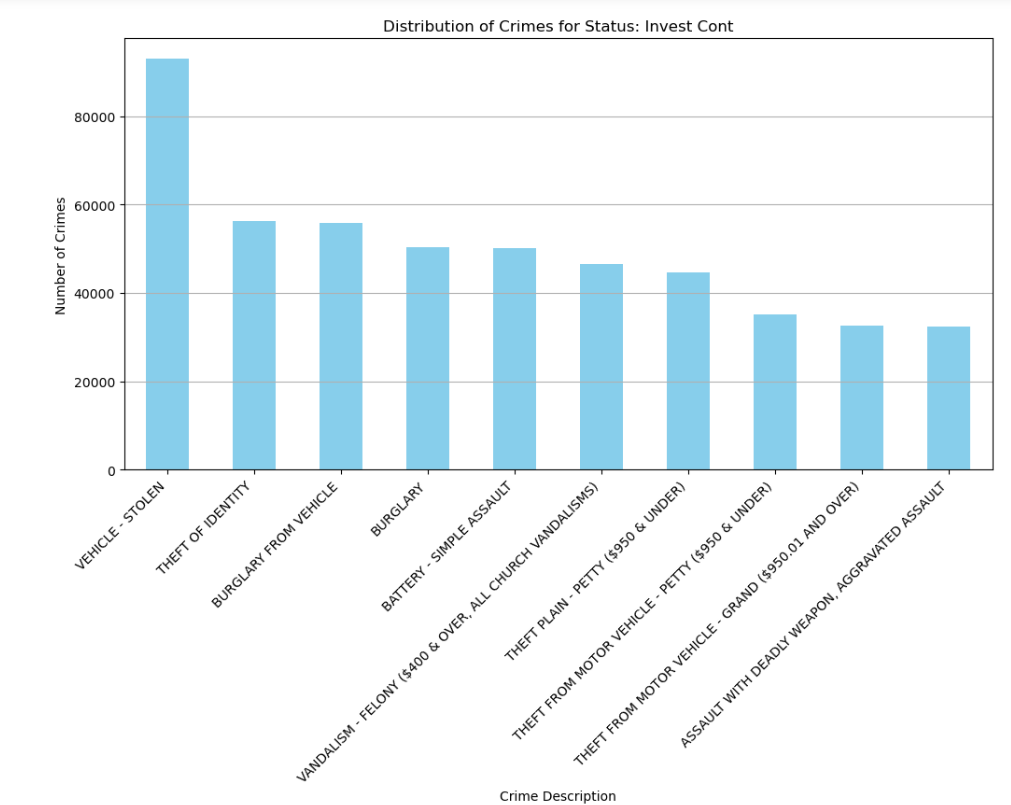 Distribution of Crimes for Status: Invest Cont
Number of Crimes
80000
60000
40000
20000
0
VEHICLE - STOLEN
THEFT OF IDENTITY
BURGLARY FROM VEHICLE
BURGLARY
BATTERY - SIMPLE ASSAULT
VANDALISM - FELONY ($400 & OVER, ALL CHURCH VANDALISMS)
THEFT PLAIN - PETTY ($950 & UNDER)
THEFT FROM MOTOR VEHICLE - PETTY ($950 & UNDER)
THEFT FROM MOTOR VEHICLE - GRAND ($950.01 AND OVER)
ASSAULT WITH DEADLY WEAPON, AGGRAVATED ASSAULT
Crime Description